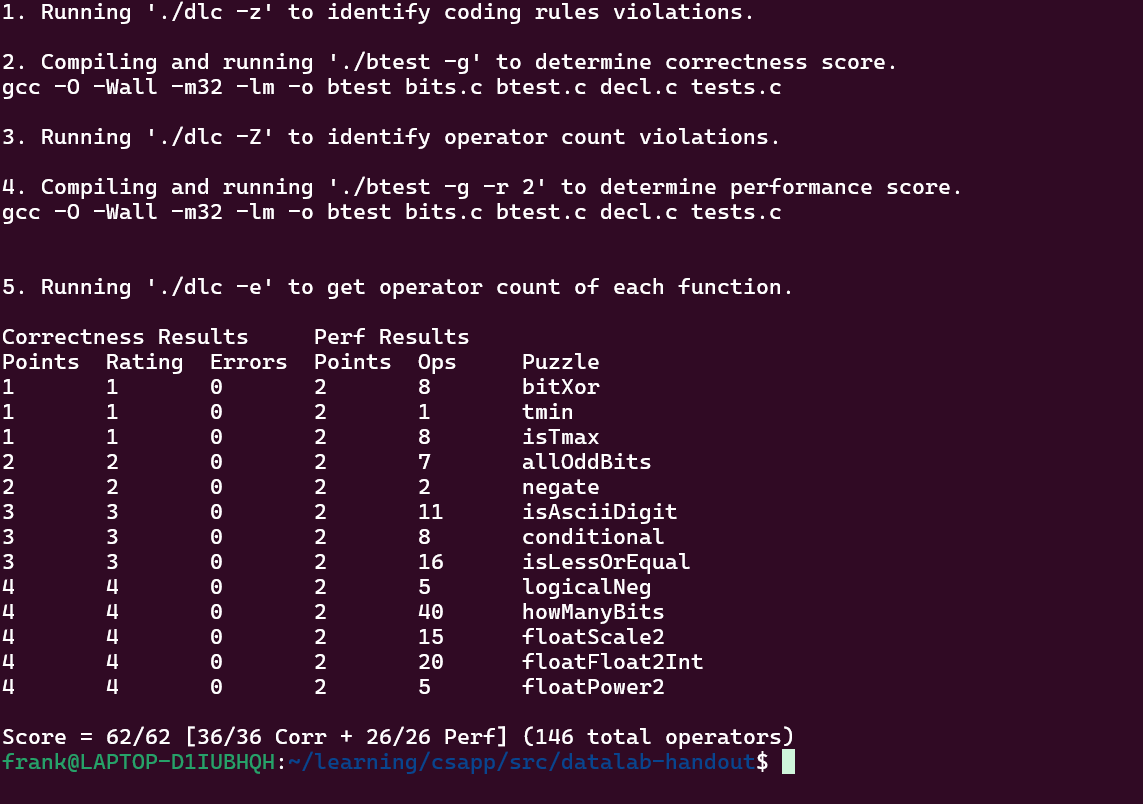 1. Running './dlc -z' to identify coding rules violations.
2. Compiling and running './btest -g' to determine correctness score.
gcc -O -Wall -m32 -lm -o btest bits.c btest.c decl.c tests.c
3. Running './dlc -Z' to identify operator count violations.
4. Compiling and running './btest -g -r 2' to determine performance score.
gcc -O -Wall -m32 -lm -o btest bits.c btest.c decl.c tests.c
5. Running './dlc -e' to get operator count of each function.
Correctness Results     Perf Results
Points  Rating  Errors  Points  Ops     Puzzle
1       1       0       2       8       bitXor
1       1       0       2       1       tmin
1       1       0       2       8       isTmax
2       2       0       2       7       allOddBits
2       2       0       2       2       negate
3       3       0       2       11      isAsciiDigit
3       3       0       2       8       conditional
3       3       0       2       16      isLessOrEqual
4       4       0       2       5       logicalNeg
4       4       0       2       40      howManyBits
4       4       0       2       15      floatScale2
4       4       0       2       20      floatFloat2Int
4       4       0       2       5       floatPower2
Score = 62/62 [36/36 Corr + 26/26 Perf] (146 total operators)
frank@LAPTOP-D1IUBHQH:~/learning/csapp/src/datalab-handout$